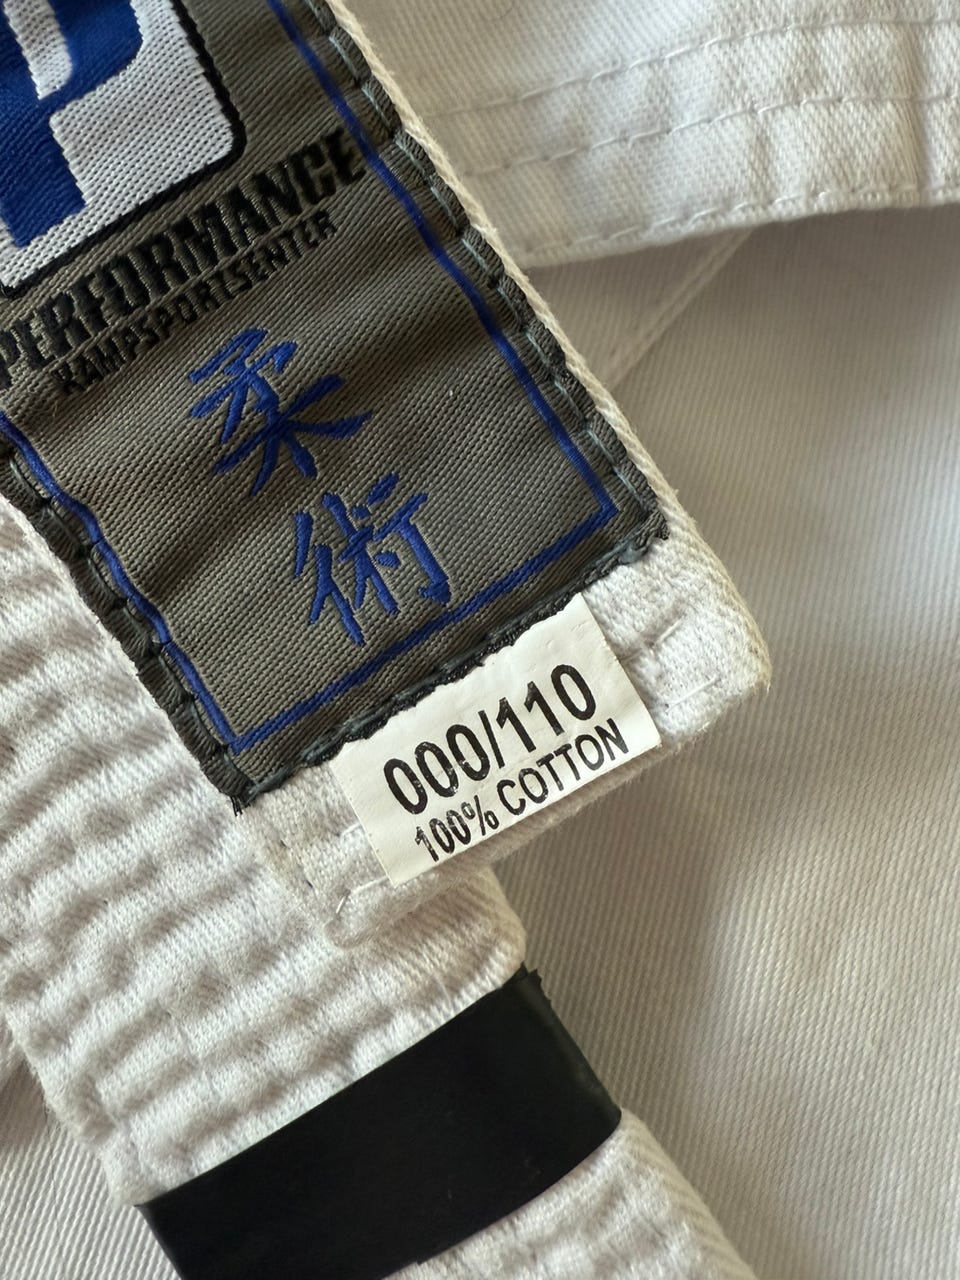 PERFORMANCE
KAMPSPORTSENTER
柔
術
000/110
100% COTTON